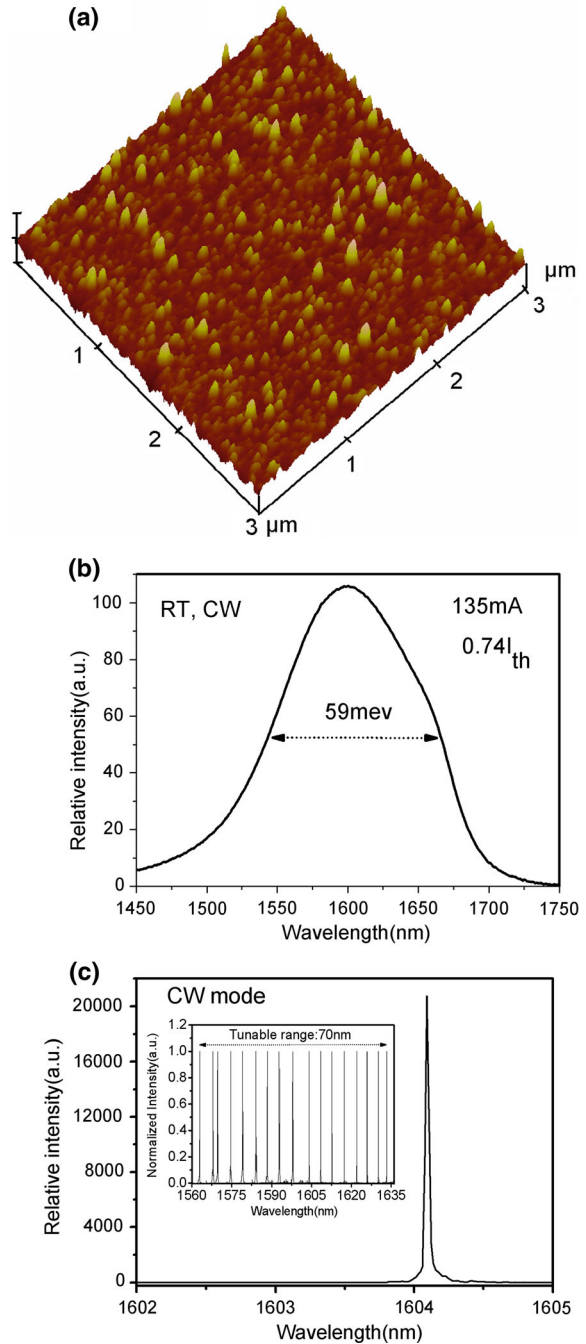 (a)
µm
3
2
1
1
2
3 µm
(b)
RT, CW
135mA
0.74I_th
59mev
Relative intensity(a.u.)
100
80
60
40
20
0
1450 1500 1550 1600 1650 1700 1750
Wavelength(nm)
(c)
CW mode
Tunable range:70nm
Normalized Intensity(a.u.)
1.2
1.0
0.8
0.6
0.4
0.2
0.0
1560 1575 1590 1605 1620 1635
Wavelength(nm)
Relative intensity(a.u.)
20000
16000
12000
8000
4000
0
1602 1603 1604 1605
Wavelength(nm)